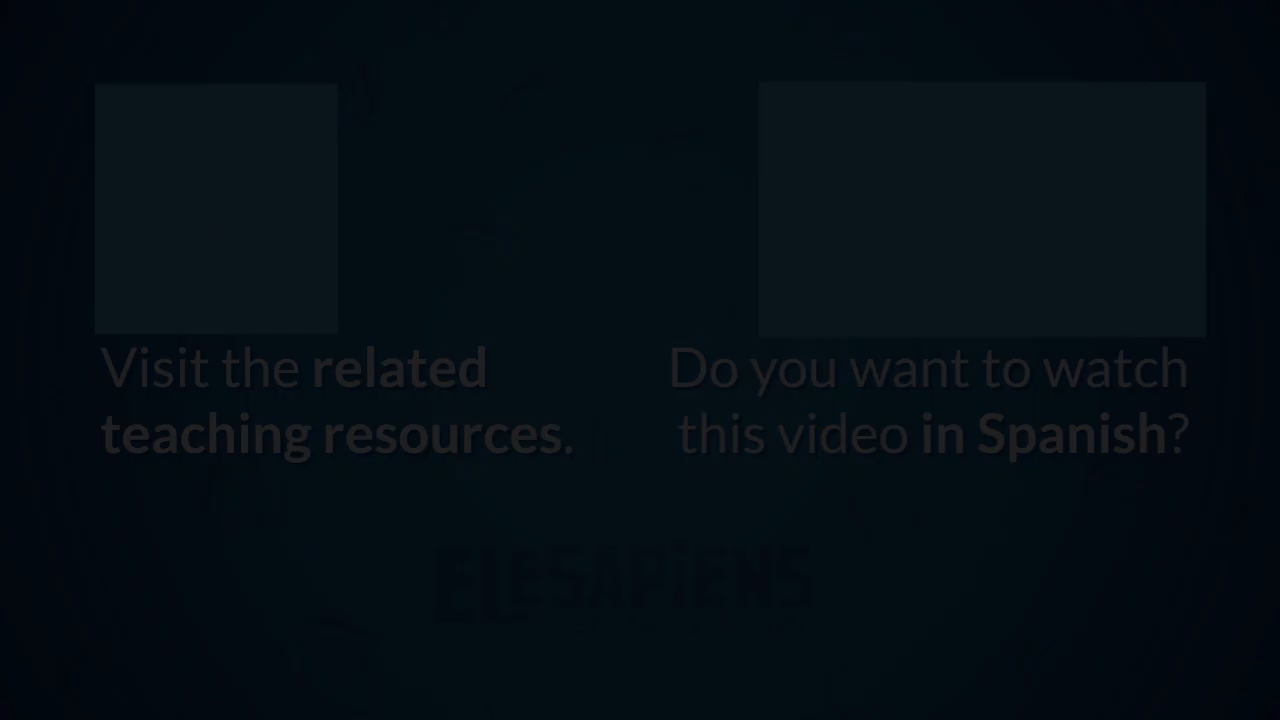 Visit the related
teaching resources.
Do you want to watch
this video in Spanish?
ELESAPiENS